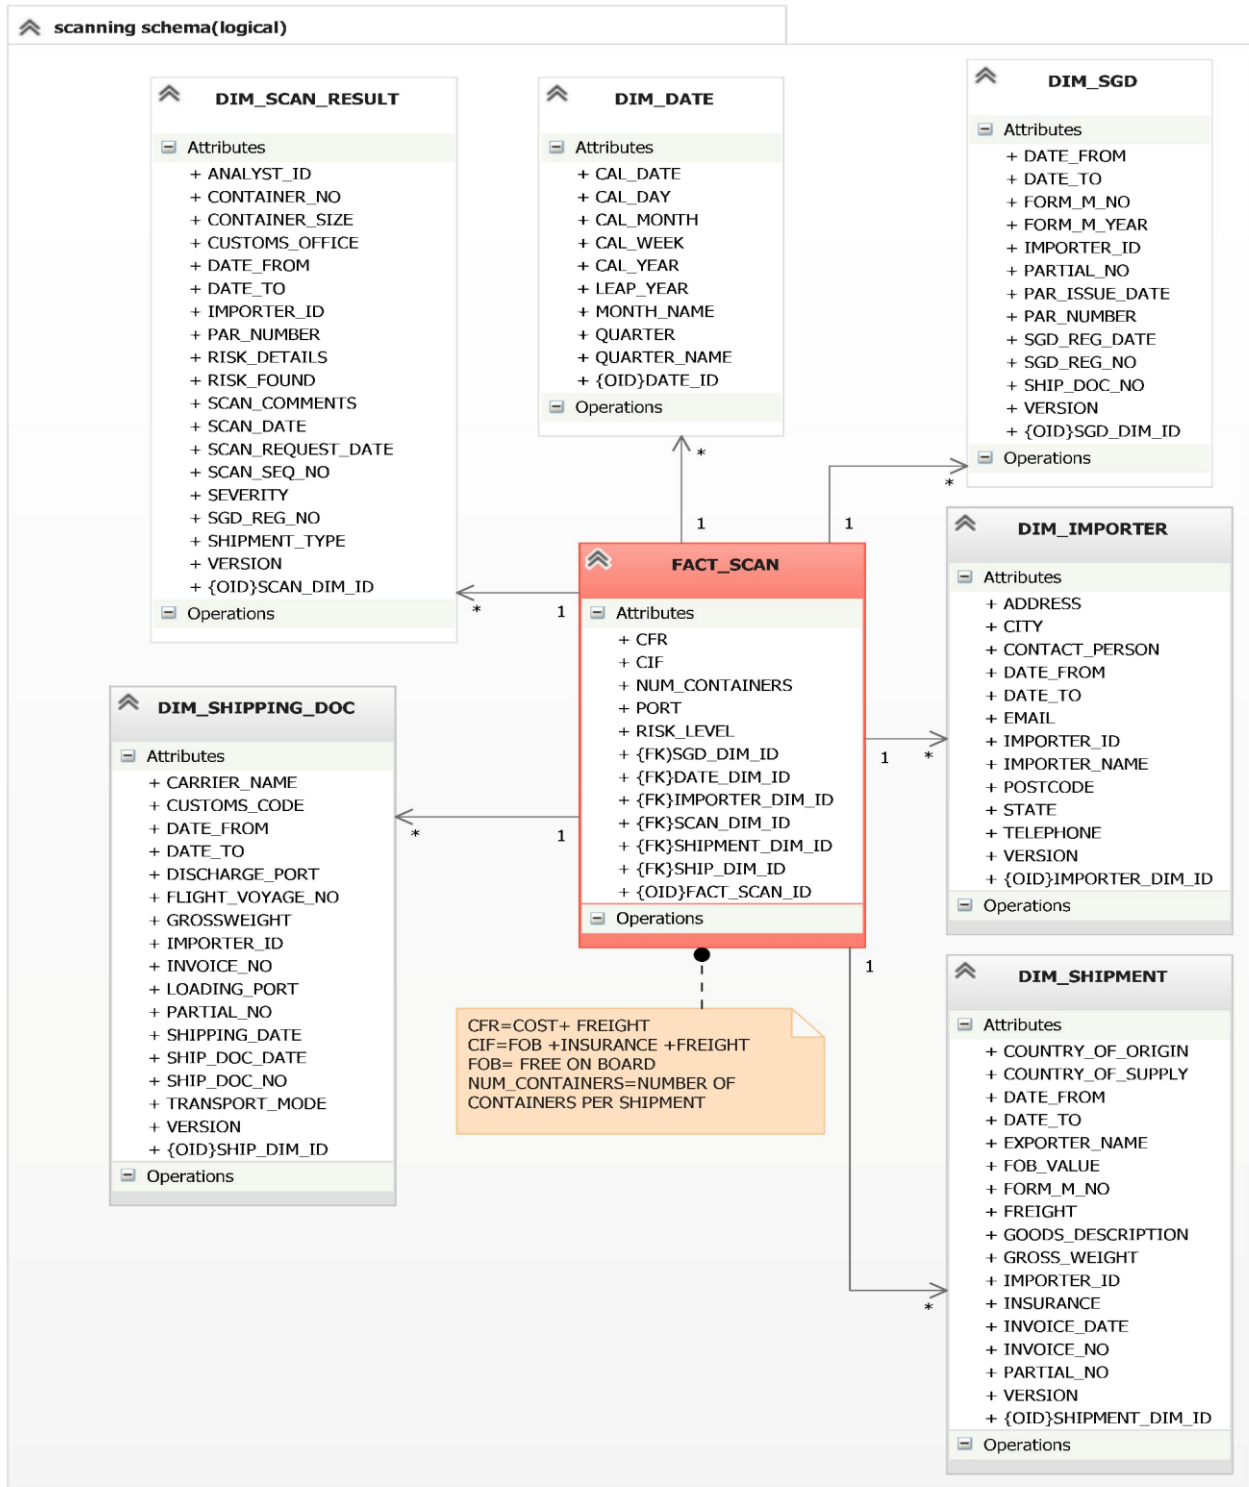 scanning schema(logical)
DIM_SCAN_RESULT
Attributes
+ ANALYST_ID
+ CONTAINER_NO
+ CONTAINER_SIZE
+ CUSTOMS_OFFICE
+ DATE_FROM
+ DATE_TO
+ IMPORTER_ID
+ PAR_NUMBER
+ RISK_DETAILS
+ RISK_FOUND
+ SCAN_COMMENTS
+ SCAN_DATE
+ SCAN_REQUEST_DATE
+ SCAN_SEQ_NO
+ SEVERITY
+ SGD_REG_NO
+ SHIPMENT_TYPE
+ VERSION
+ {OID}SCAN_DIM_ID
Operations
DIM_DATE
Attributes
+ CAL_DATE
+ CAL_DAY
+ CAL_MONTH
+ CAL_WEEK
+ CAL_YEAR
+ LEAP_YEAR
+ MONTH_NAME
+ QUARTER
+ QUARTER_NAME
+ {OID}DATE_ID
Operations
DIM_SGD
Attributes
+ DATE_FROM
+ DATE_TO
+ FORM_M_NO
+ FORM_M_YEAR
+ IMPORTER_ID
+ PARTIAL_NO
+ PAR_ISSUE_DATE
+ PAR_NUMBER
+ SGD_REG_DATE
+ SGD_REG_NO
+ SHIP_DOC_NO
+ VERSION
+ {OID}SGD_DIM_ID
Operations
*
*
1
1
FACT_SCAN
Attributes
+ CFR
+ CIF
+ NUM_CONTAINERS
+ PORT
+ RISK_LEVEL
+ {FK)SGD_DIM_ID
+ {FK}DATE_DIM_ID
+ {FK}IMPORTER_DIM_ID
+ {FK}SCAN_DIM_ID
+ {FK}SHIPMENT_DIM_ID
+ {FK}SHIP_DIM_ID
+ {OID}FACT_SCAN_ID
Operations
* 1
1 *
* 1
1
*
DIM_IMPORTER
Attributes
+ ADDRESS
+ CITY
+ CONTACT_PERSON
+ DATE_FROM
+ DATE_TO
+ EMAIL
+ IMPORTER_ID
+ IMPORTER_NAME
+ POSTCODE
+ STATE
+ TELEPHONE
+ VERSION
+ {OID}IMPORTER_DIM_ID
Operations
DIM_SHIPPING_DOC
Attributes
+ CARRIER_NAME
+ CUSTOMS_CODE
+ DATE_FROM
+ DATE_TO
+ DISCHARGE_PORT
+ FLIGHT_VOYAGE_NO
+ GROSSWEIGHT
+ IMPORTER_ID
+ INVOICE_NO
+ LOADING_PORT
+ PARTIAL_NO
+ SHIPPING_DATE
+ SHIP_DOC_DATE
+ SHIP_DOC_NO
+ TRANSPORT_MODE
+ VERSION
+ {OID}SHIP_DIM_ID
Operations
CFR=COST+ FREIGHT
CIF=FOB +INSURANCE +FREIGHT
FOB= FREE ON BOARD
NUM_CONTAINERS=NUMBER OF
CONTAINERS PER SHIPMENT
DIM_SHIPMENT
Attributes
+ COUNTRY_OF_ORIGIN
+ COUNTRY_OF_SUPPLY
+ DATE_FROM
+ DATE_TO
+ EXPORTER_NAME
+ FOB_VALUE
+ FORM_M_NO
+ FREIGHT
+ GOODS_DESCRIPTION
+ GROSS_WEIGHT
+ IMPORTER_ID
+ INSURANCE
+ INVOICE_DATE
+ INVOICE_NO
+ PARTIAL_NO
+ VERSION
+ {OID}SHIPMENT_DIM_ID
Operations